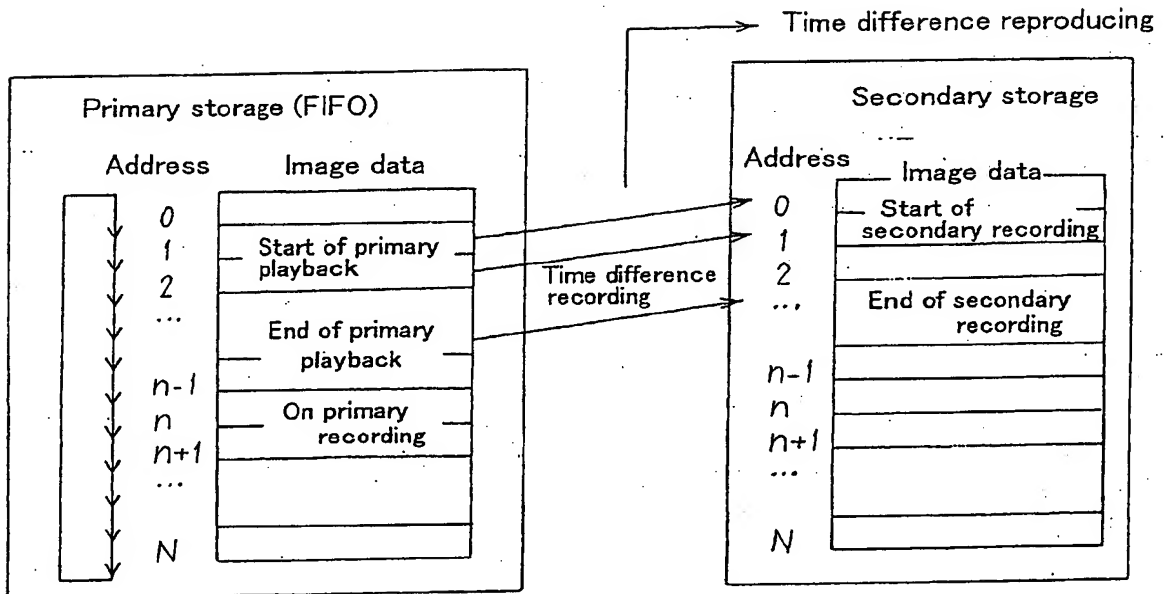 Time difference reproducing
Primary storage (FIFO)
Address
Image data
0
1
2
...
n-1
n
n+1
...
N
Start of primary
playback
End of primary
playback
On primary
recording
Time difference
recording
Secondary storage
Address
Image data
0
1
2
...
n-1
n
n+1
...
N
Start of
secondary recording
End of secondary
recording